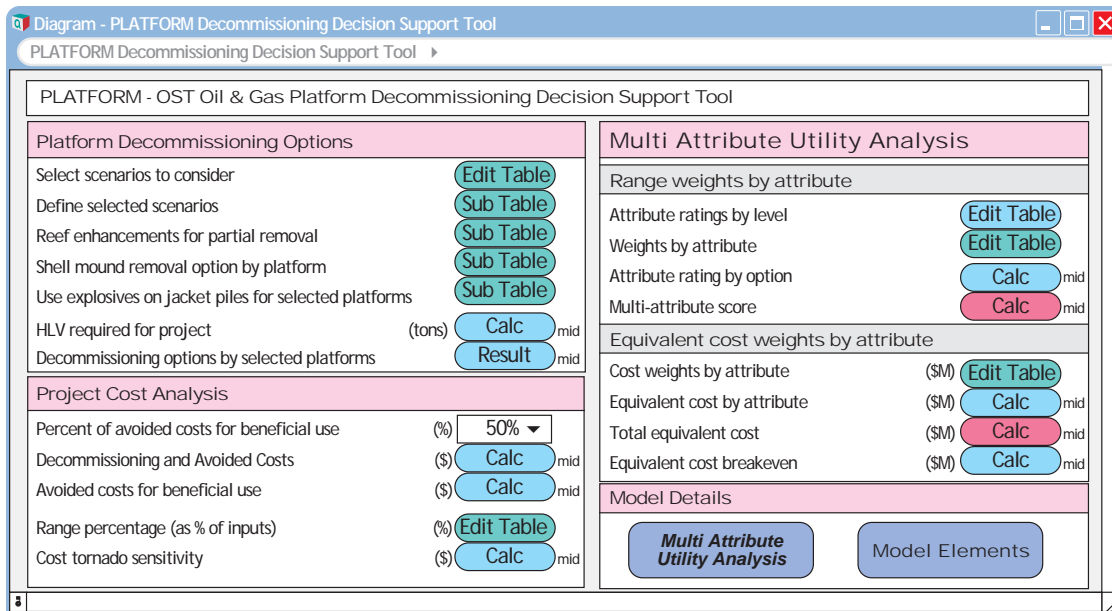 Diagram - PLATFORM Decommissioning Decision Support Tool
PLATFORM Decommissioning Decision Support Tool
PLATFORM - OST Oil & Gas Platform Decommissioning Decision Support Tool
Platform Decommissioning Options
Select scenarios to consider Edit Table
Define selected scenarios Sub Table
Reef enhancements for partial removal Sub Table
Shell mound removal option by platform Sub Table
Use explosives on jacket piles for selected platforms Sub Table
HLV required for project (tons) Calc mid
Decommissioning options by selected platforms Result mid
Project Cost Analysis
Percent of avoided costs for beneficial use (%) 50%
Decommissioning and Avoided Costs ($) Calc mid
Avoided costs for beneficial use ($) Calc mid
Range percentage (as % of inputs) (%) Edit Table
Cost tornado sensitivity ($) Calc mid
Multi Attribute Utility Analysis
Range weights by attribute
Attribute ratings by level Edit Table
Weights by attribute Edit Table
Attribute rating by option Calc mid
Multi-attribute score Calc mid
Equivalent cost weights by attribute
Cost weights by attribute ($M) Edit Table
Equivalent cost by attribute ($M) Calc mid
Total equivalent cost ($M) Calc mid
Equivalent cost breakeven ($M) Calc mid
Model Details
Multi Attribute
Utility Analysis
Model Elements